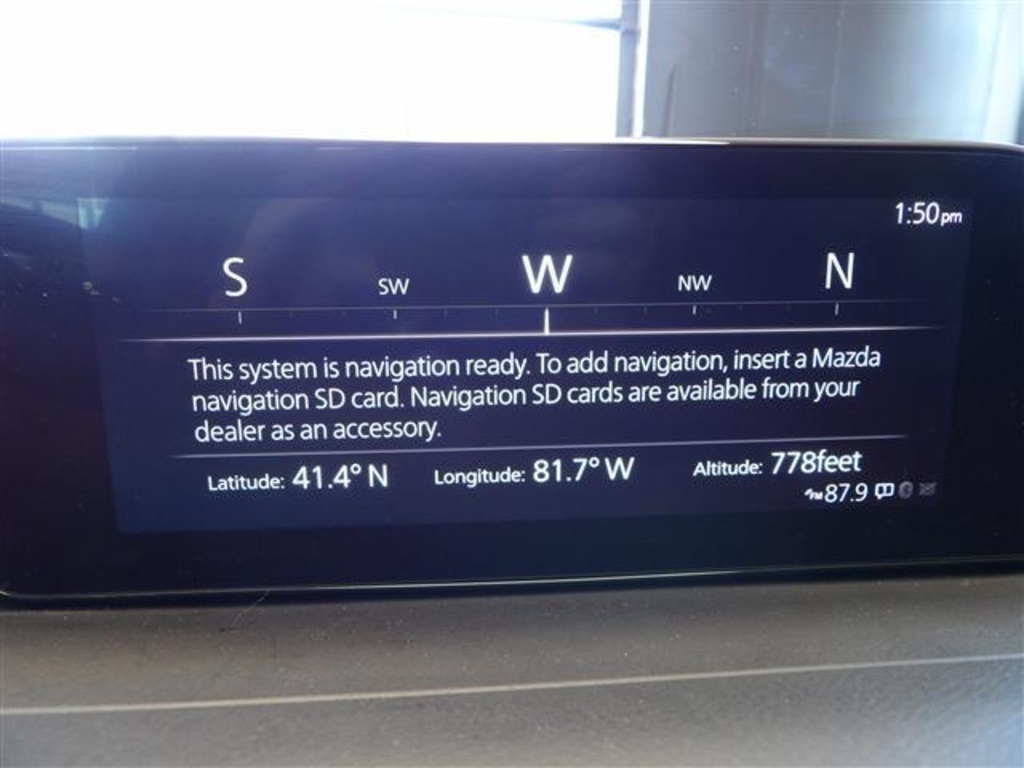 1:50pm
S SW W NW N
This system is navigation ready. To add navigation, insert a Mazda
navigation SD card. Navigation SD cards are available from your
dealer as an accessory.
Latitude: 41.4° N Longitude: 81.7° W Altitude: 778feet
FM 87.9